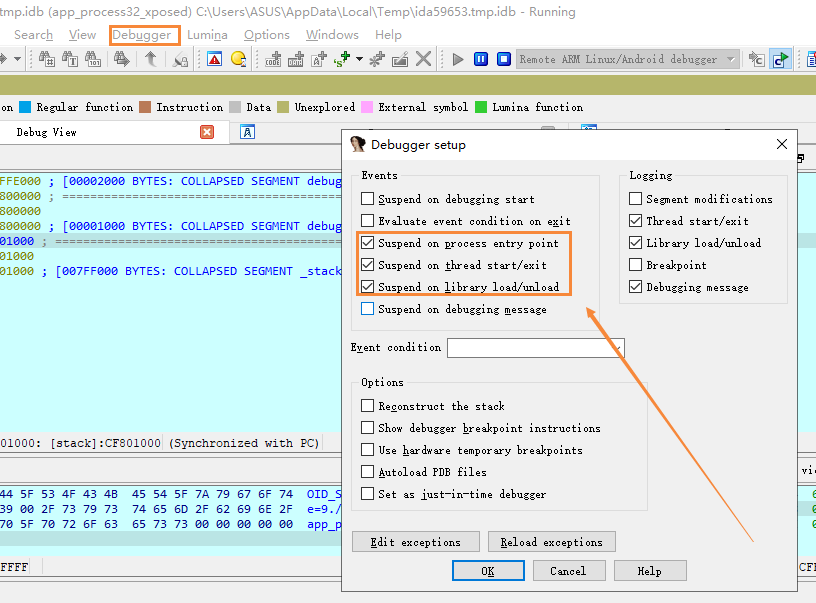 tmp.idb (app_process32_xposed) C:\Users\ASUS\AppData\Local\Temp\ida59653.tmp.idb - Running
Search View Debugger Lumina Options Windows Help
Remote ARM Linux/Android debugger
on Regular function Instruction Data Unexplored External symbol Lumina function
Debug View
Debugger setup
FFE000 ; [00002000 BYTES: COLLAPSED SEGMENT debug
800000 ; ========================================
800000
800000 ; [00001000 BYTES: COLLAPSED SEGMENT debug
01000 ; ========================================
01000
01000 ; [007FF000 BYTES: COLLAPSED SEGMENT _stack
01000: [stack]:CF801000 (Synchronized with PC)
44 5F 53 4F 43 4B 45 54 5F 7A 79 67 6F 74 OID_S
39 00 2F 73 79 73 74 65 6D 2F 62 69 6E 2F e=9./
70 5F 70 72 6F 63 65 73 73 00 00 00 00 00 app_p
FFFF
Events
Suspend on debugging start
Evaluate event condition on exit
Suspend on process entry point
Suspend on thread start/exit
Suspend on library load/unload
Suspend on debugging message
Logging
Segment modifications
Thread start/exit
Library load/unload
Breakpoint
Debugging message
Event condition
Options
Reconstruct the stack
Show debugger breakpoint instructions
Use hardware temporary breakpoints
Autoload PDB files
Set as just-in-time debugger
Edit exceptions Reload exceptions
OK Cancel Help